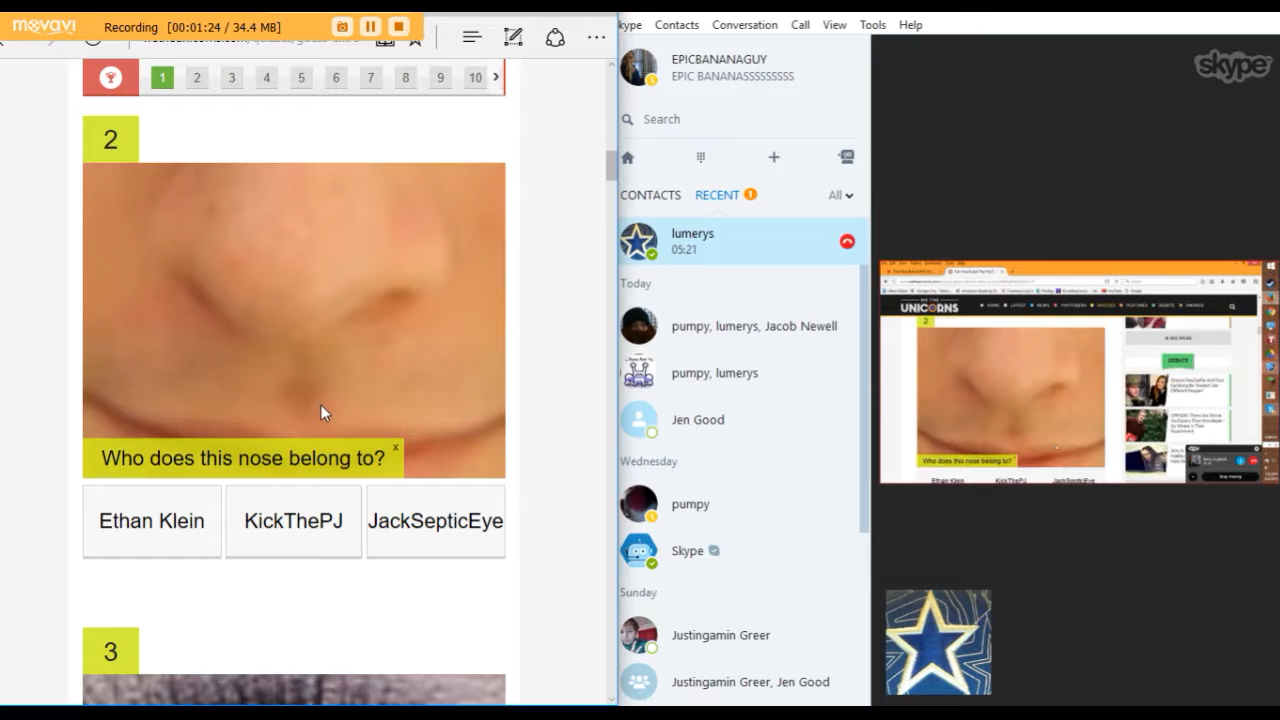 movavi
Recording [00:01:24 / 34.4 MB]
1 2 3 4 5 6 7 8 9 10
2
Who does this nose belong to? x
Ethan Klein
KickThePJ
JackSepticEye
3
kype Contacts Conversation Call View Tools Help
EPICBANANAGUY
EPIC BANANASSSSSSSSS
Search
CONTACTS RECENT 1 All
lumerys
05:21
Today
pumpy, lumerys, Jacob Newell
pumpy, lumerys
Jen Good
Wednesday
pumpy
Skype
Sunday
Justingamin Greer
Justingamin Greer, Jen Good
skype
UNICORNS
2
DEBATE
Who does this nose belong to?
Ethan Klein
KickThePJ
JackSepticEye